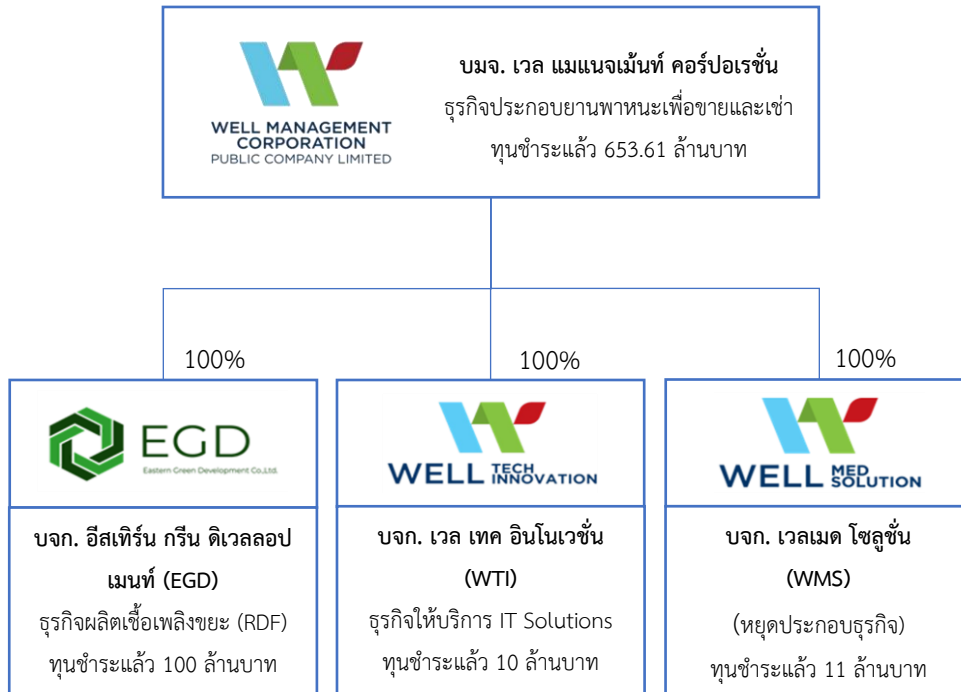 WELL MANAGEMENT
CORPORATION
PUBLIC COMPANY LIMITED
บมจ. เวล แมแนจเม้นท์ คอร์ปอเรชั่น
ธุรกิจประกอบยานพาหนะเพื่อขายและเช่า
ทุนชำระแล้ว 653.61 ล้านบาท
100%
100%
100%
EGD
Eastern Green Development Co.,Ltd.
WELL TECH
INNOVATION
WELL MED
SOLUTION
บจก. อีสเทิร์น กรีน ดิเวลลอป
เมนท์ (EGD)
ธุรกิจผลิตเชื้อเพลิงขยะ (RDF)
ทุนชำระแล้ว 100 ล้านบาท
บจก. เวล เทค อินโนเวชั่น
(WTI)
ธุรกิจให้บริการ IT Solutions
ทุนชำระแล้ว 10 ล้านบาท
บจก. เวลเมด โซลูชั่น
(WMS)
(หยุดประกอบธุรกิจ)
ทุนชำระแล้ว 11 ล้านบาท